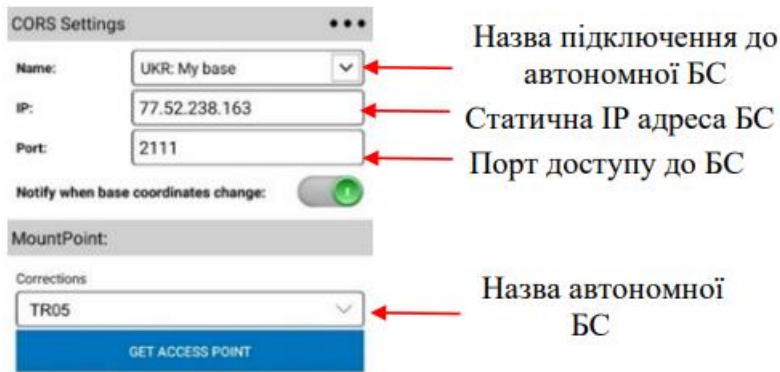 CORS Settings
Назва підключення до
Name:
UKR: My base
автономної БС
IP:
77.52.238.163
Статична IP адреса БС
Port:
2111
Порт доступу до БС
Notify when base coordinates change:
MountPoint:
Corrections
TR05
Назва автономної
БС
GET ACCESS POINT